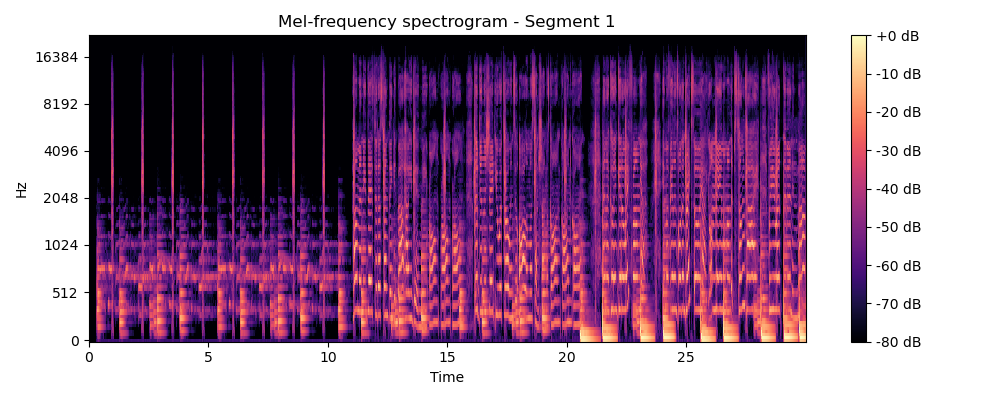 Mel-frequency spectrogram - Segment 1
Hz
16384
8192
4096
2048
1024
512
0
0 5 10 15 20 25
Time
+0 dB
-10 dB
-20 dB
-30 dB
-40 dB
-50 dB
-60 dB
-70 dB
-80 dB